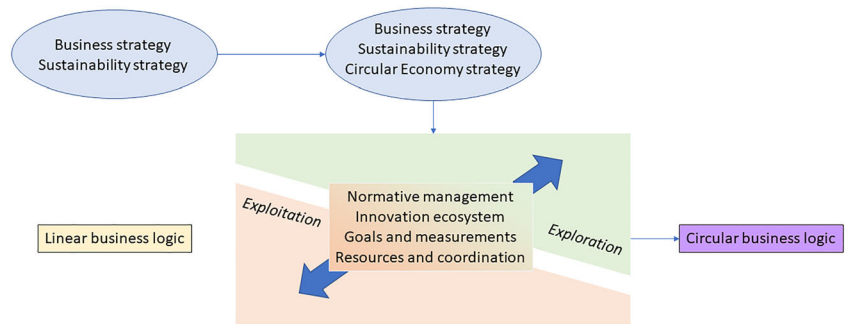 Business strategy
Sustainability strategy
Business strategy
Sustainability strategy
Circular Economy strategy
Exploitation
Normative management
Innovation ecosystem
Goals and measurements
Resources and coordination
Exploration
Linear business logic
Circular business logic